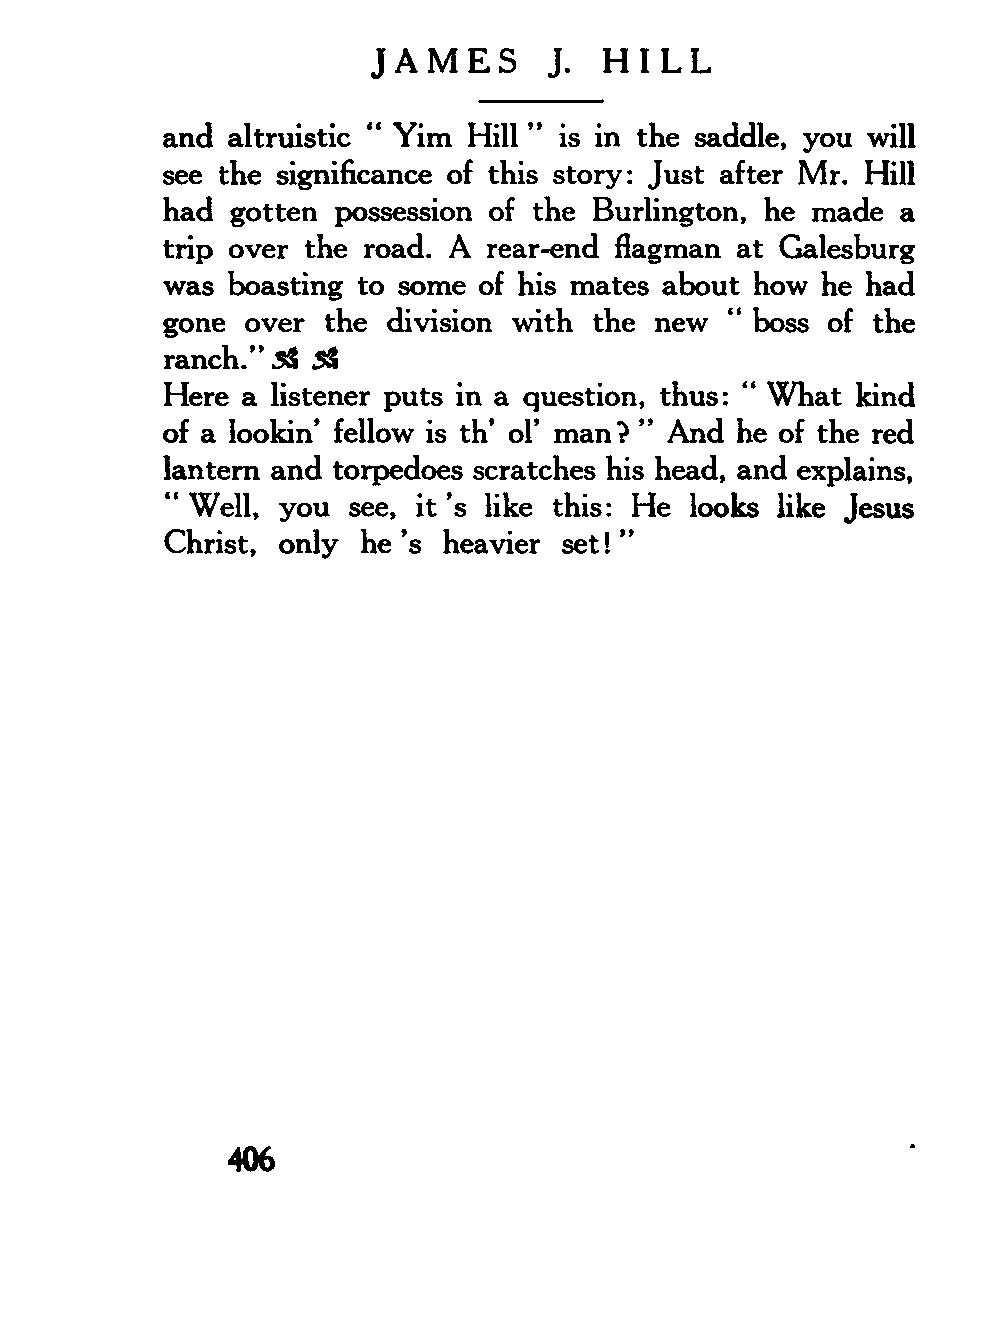 JAMES J. HILL
and altruistic “ Yim Hill ” is in the saddle, you will
see the significance of this story: Just after Mr. Hill
had gotten possession of the Burlington, he made a
trip over the road. A rear-end flagman at Galesburg
was boasting to some of his mates about how he had
gone over the division with the new “ boss of the
ranch.”
Here a listener puts in a question, thus: “ What kind
of a lookin’ fellow is th’ ol’ man? ” And he of the red
lantern and torpedoes scratches his head, and explains,
“ Well, you see, it ’s like this: He looks like Jesus
Christ, only he ’s heavier set! ”
406